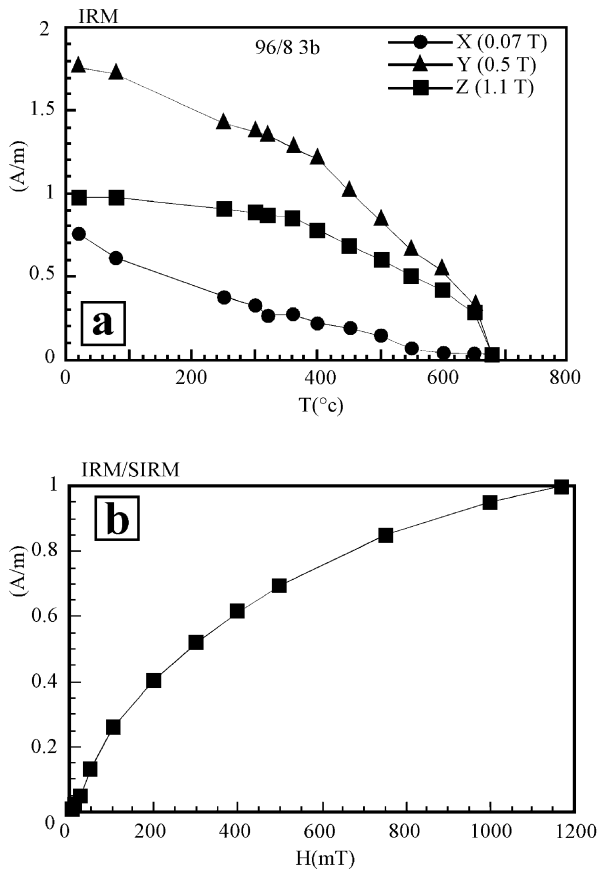 IRM
96/8 3b
X (0.07 T)
Y (0.5 T)
Z (1.1 T)
2
1.5
1
0.5
0
(A/m)
a
0 200 400 600 800
T(°c)
IRM/SIRM
b
1
0.8
0.6
0.4
0.2
0
(A/m)
0 200 400 600 800 1000 1200
H(mT)